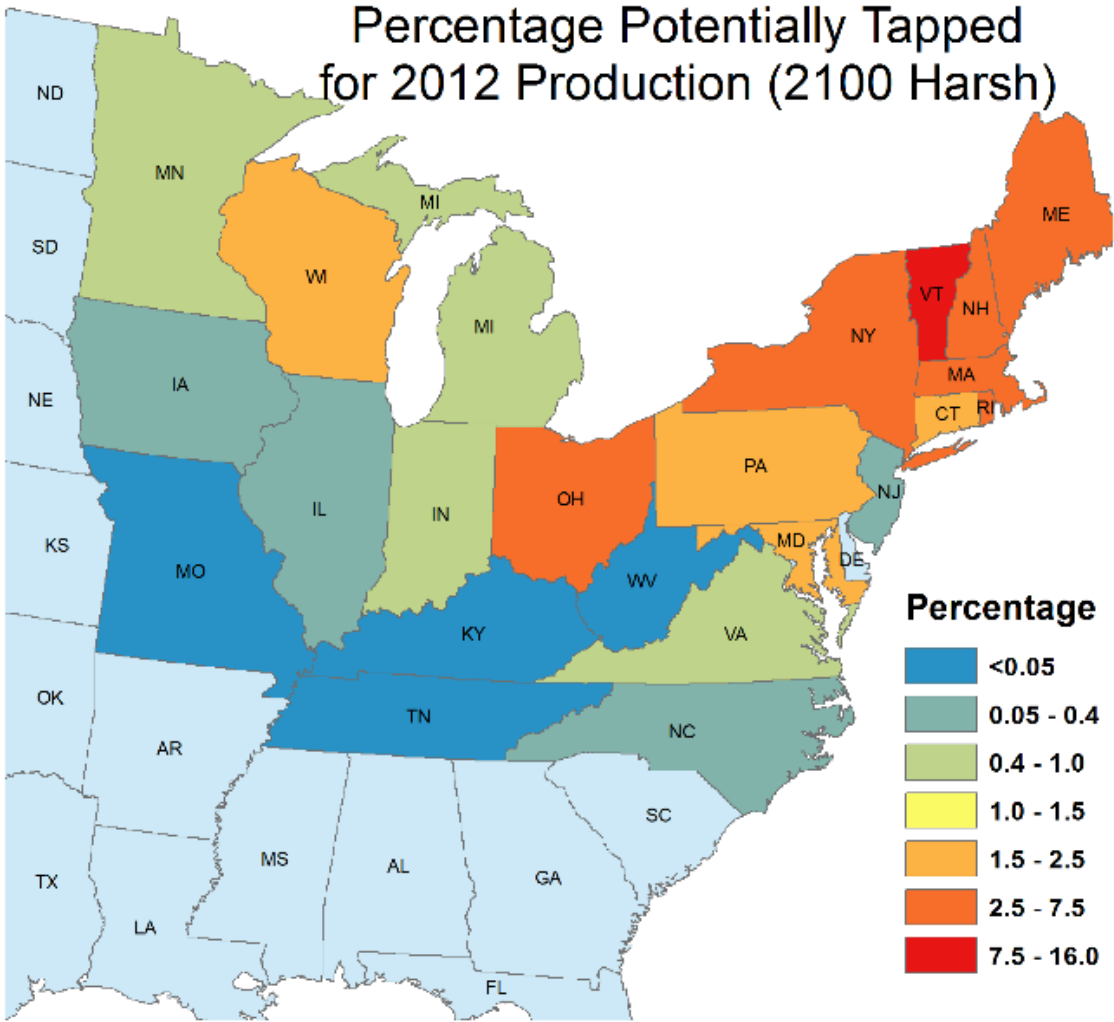 Percentage Potentially Tapped
for 2012 Production (2100 Harsh)
ND
MN
MI
ME
SD
WI
VT
NH
MI
NY
IA
MA
NE
CT
RI
PA
NJ
OH
IL
IN
KS
MD
DE
MO
WV
KY
VA
OK
TN
NC
AR
SC
MS
AL
GA
TX
LA
FL
Percentage
<0.05
0.05 - 0.4
0.4 - 1.0
1.0 - 1.5
1.5 - 2.5
2.5 - 7.5
7.5 - 16.0